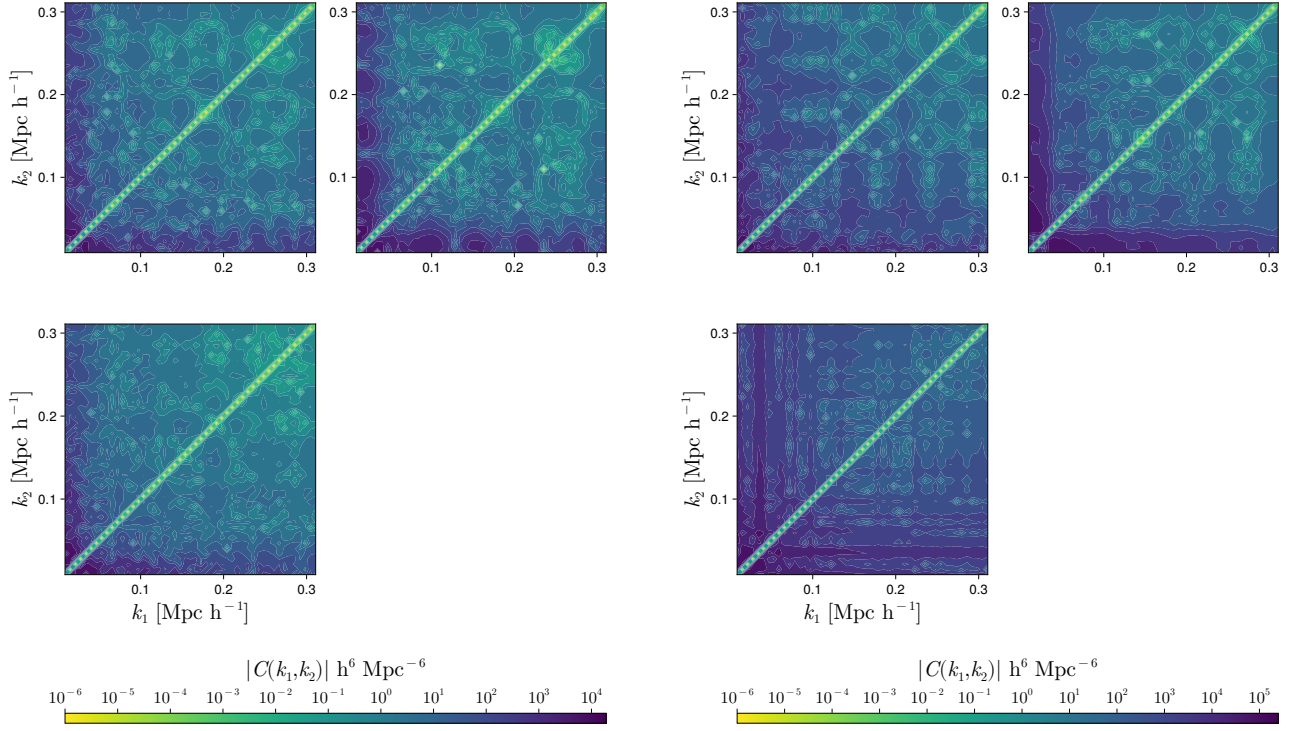 0.3
0.2
0.1
k₂ [Mpc h⁻¹]
0.1 0.2 0.3
0.3
0.2
0.1
0.1 0.2 0.3
0.3
0.2
0.1
k₂ [Mpc h⁻¹]
0.1 0.2 0.3
0.3
0.2
0.1
0.1 0.2 0.3
0.3
0.2
0.1
k₂ [Mpc h⁻¹]
0.1 0.2 0.3
k₁ [Mpc h⁻¹]
0.3
0.2
0.1
k₂ [Mpc h⁻¹]
0.1 0.2 0.3
k₁ [Mpc h⁻¹]
|C(k₁,k₂)| h⁶ Mpc⁻⁶
10⁻⁶ 10⁻⁵ 10⁻⁴ 10⁻³ 10⁻² 10⁻¹ 10⁰ 10¹ 10² 10³ 10⁴
|C(k₁,k₂)| h⁶ Mpc⁻⁶
10⁻⁶ 10⁻⁵ 10⁻⁴ 10⁻³ 10⁻² 10⁻¹ 10⁰ 10¹ 10² 10³ 10⁴ 10⁵